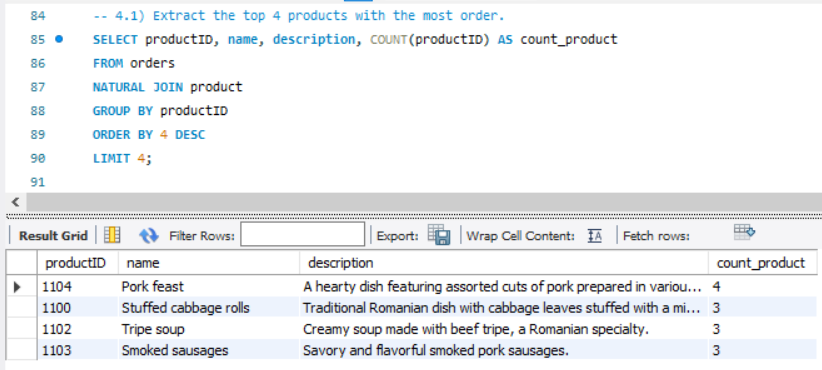 84 -- 4.1) Extract the top 4 products with the most order.
85 SELECT productID, name, description, COUNT(productID) AS count_product
86 FROM orders
87 NATURAL JOIN product
88 GROUP BY productID
89 ORDER BY 4 DESC
90 LIMIT 4;
91
Result Grid Filter Rows: Export: Wrap Cell Content: IA Fetch rows:
productID name description count_product
1104 Pork feast A hearty dish featuring assorted cuts of pork prepared in variou... 4
1100 Stuffed cabbage rolls Traditional Romanian dish with cabbage leaves stuffed with a mi... 3
1102 Tripe soup Creamy soup made with beef tripe, a Romanian specialty. 3
1103 Smoked sausages Savory and flavorful smoked pork sausages. 3